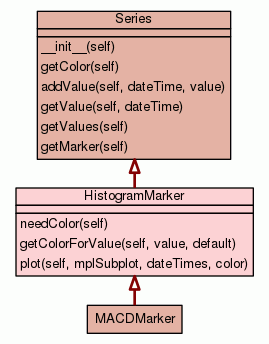 Series
__init__(self)
getColor(self)
addValue(self, dateTime, value)
getValue(self, dateTime)
getValues(self)
getMarker(self)
HistogramMarker
needColor(self)
getColorForValue(self, value, default)
plot(self, mplSubplot, dateTimes, color)
MACDMarker